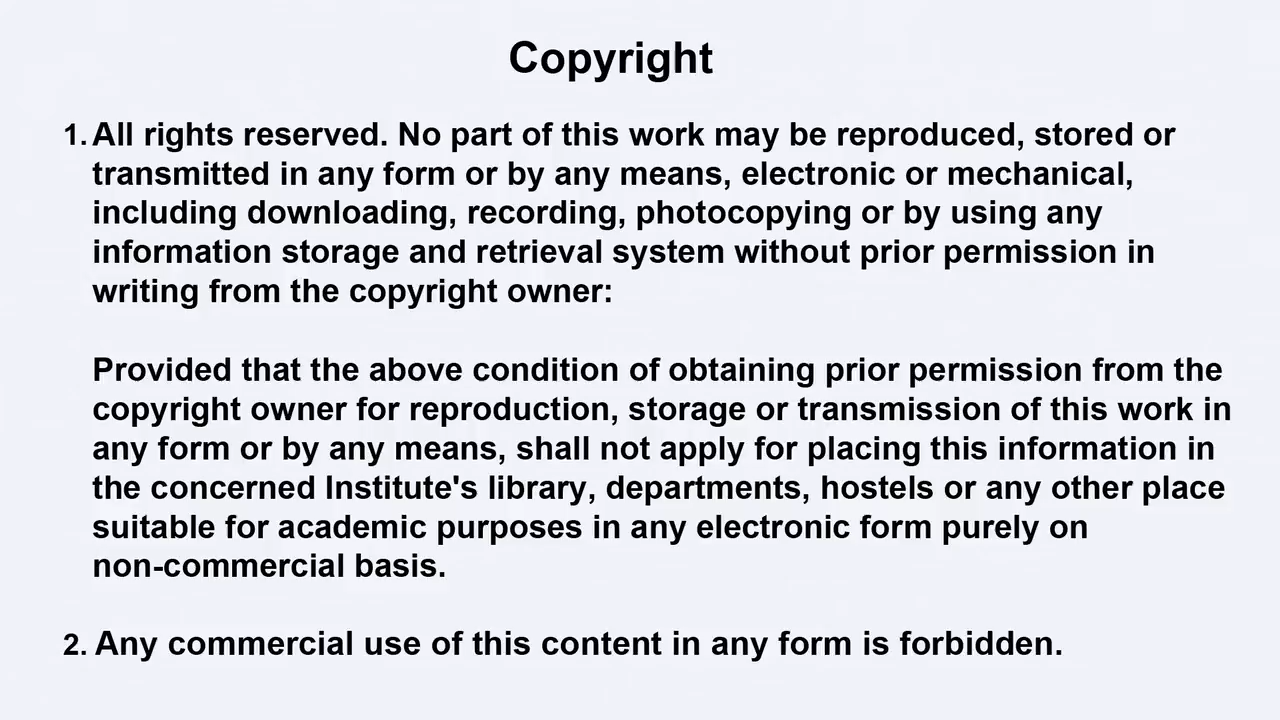 Copyright
1. All rights reserved. No part of this work may be reproduced, stored or
transmitted in any form or by any means, electronic or mechanical,
including downloading, recording, photocopying or by using any
information storage and retrieval system without prior permission in
writing from the copyright owner:
Provided that the above condition of obtaining prior permission from the
copyright owner for reproduction, storage or transmission of this work in
any form or by any means, shall not apply for placing this information in
the concerned Institute's library, departments, hostels or any other place
suitable for academic purposes in any electronic form purely on
non-commercial basis.
2. Any commercial use of this content in any form is forbidden.